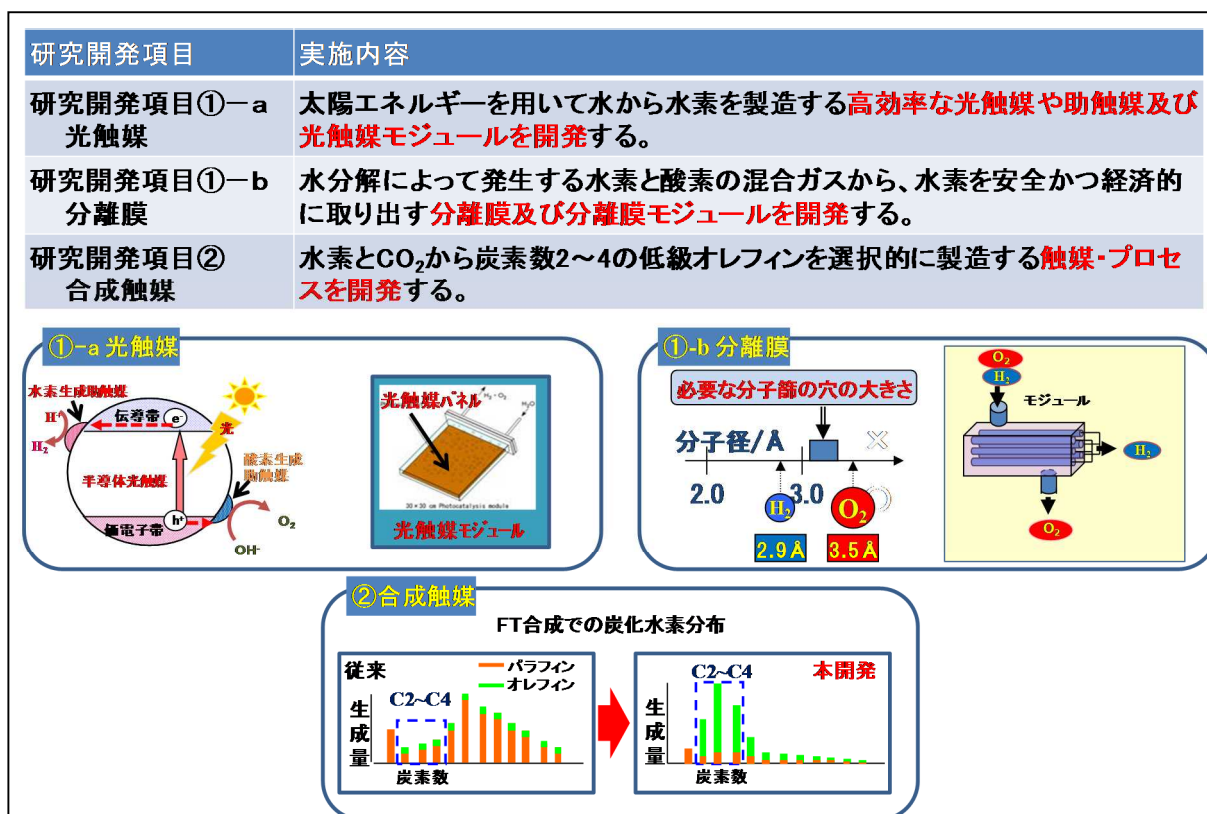 研究開発項目
実施内容
研究開発項目①－a
光触媒
太陽エネルギーを用いて水から水素を製造する高効率な光触媒や助触媒及び
光触媒モジュールを開発する。
研究開発項目①－b
分離膜
水分解によって発生する水素と酸素の混合ガスから、水素を安全かつ経済的
に取り出す分離膜及び分離膜モジュールを開発する。
研究開発項目②
合成触媒
水素とCO₂から炭素数2～4の低級オレフィンを選択的に製造する触媒・プロセ
スを開発する。
①-a 光触媒
水素生成助触媒
H⁺
H₂
伝導帯
e⁻
光
半導体光触媒
酸素生成
助触媒
価電子帯
h⁺
O₂
OH⁻
光触媒パネル
H₂・O₂
H₂O
30×30 cm Photocatalysis module
光触媒モジュール
①-b 分離膜
必要な分子篩の穴の大きさ
分子径/Å
×
2.0
3.0
H₂
O₂
2.9Å
3.5Å
O₂
H₂
モジュール
H₂
O₂
②合成触媒
FT合成での炭化水素分布
従来
パラフィン
オレフィン
C2~C4
生成量
炭素数
本開発
C2~C4
生成量
炭素数